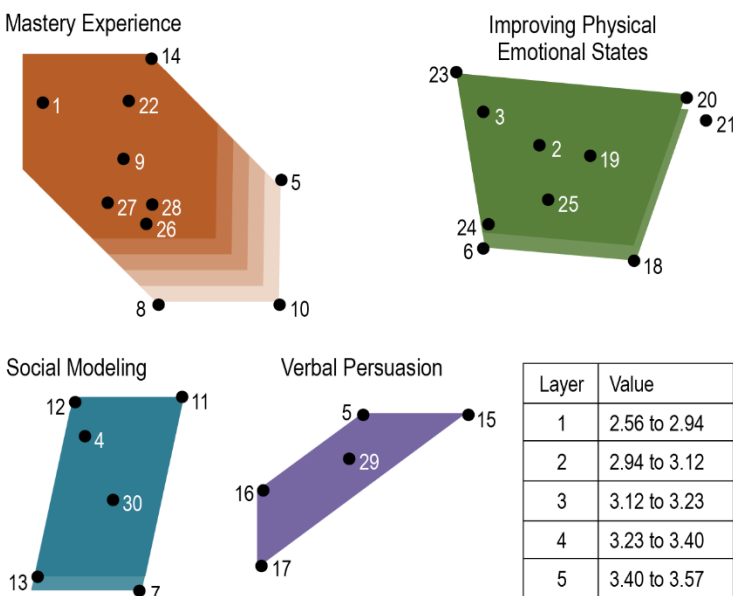 Mastery Experience
14
1
22
9
5
27
28
26
8
10
Improving Physical
Emotional States
23
20
3
21
2
19
25
24
6
18
Social Modeling
12
11
4
30
13
7
Verbal Persuasion
5
15
29
16
17
Layer Value
1 2.56 to 2.94
2 2.94 to 3.12
3 3.12 to 3.23
4 3.23 to 3.40
5 3.40 to 3.57